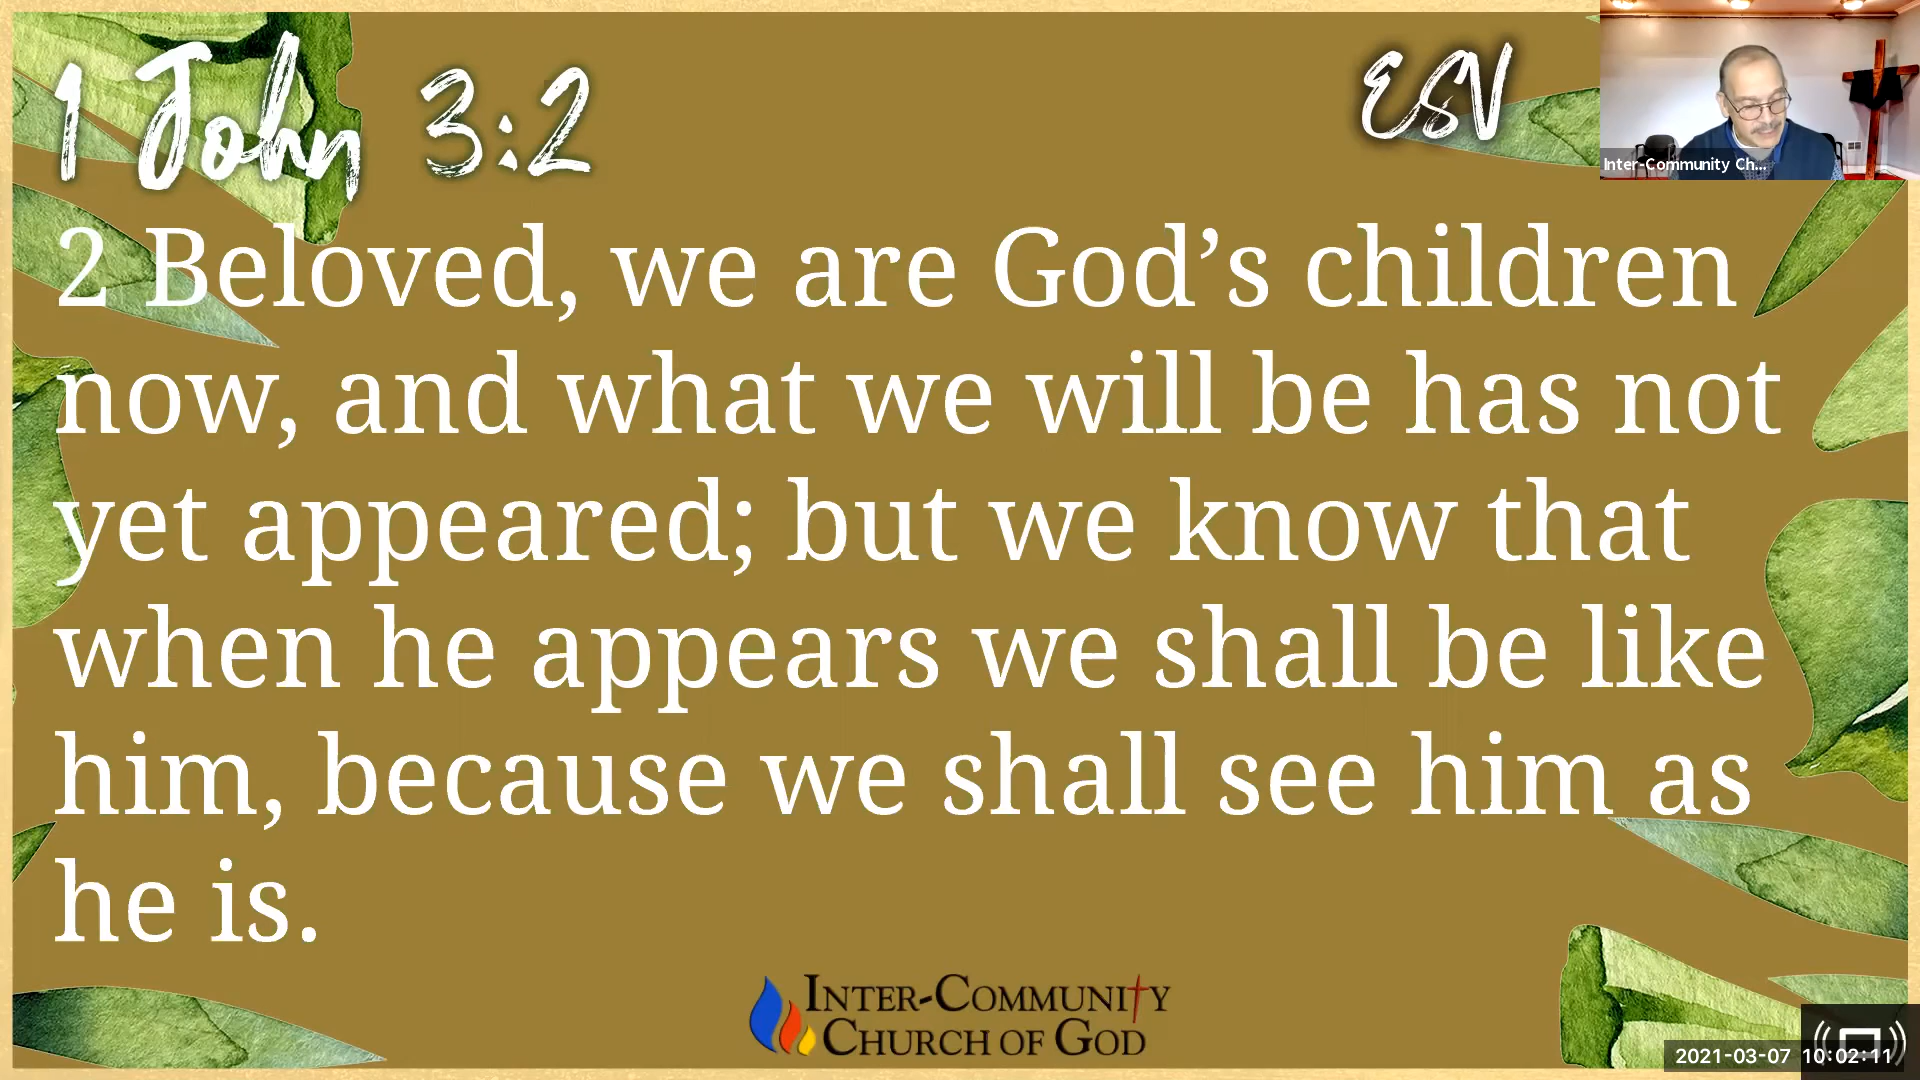 1 John 3:2
ESV
Inter-Community Ch...
2 Beloved, we are God’s children
now, and what we will be has not
yet appeared; but we know that
when he appears we shall be like
him, because we shall see him as
he is.
INTER-COMMUNITY
CHURCH OF GOD
2021-03-07 10:02:11